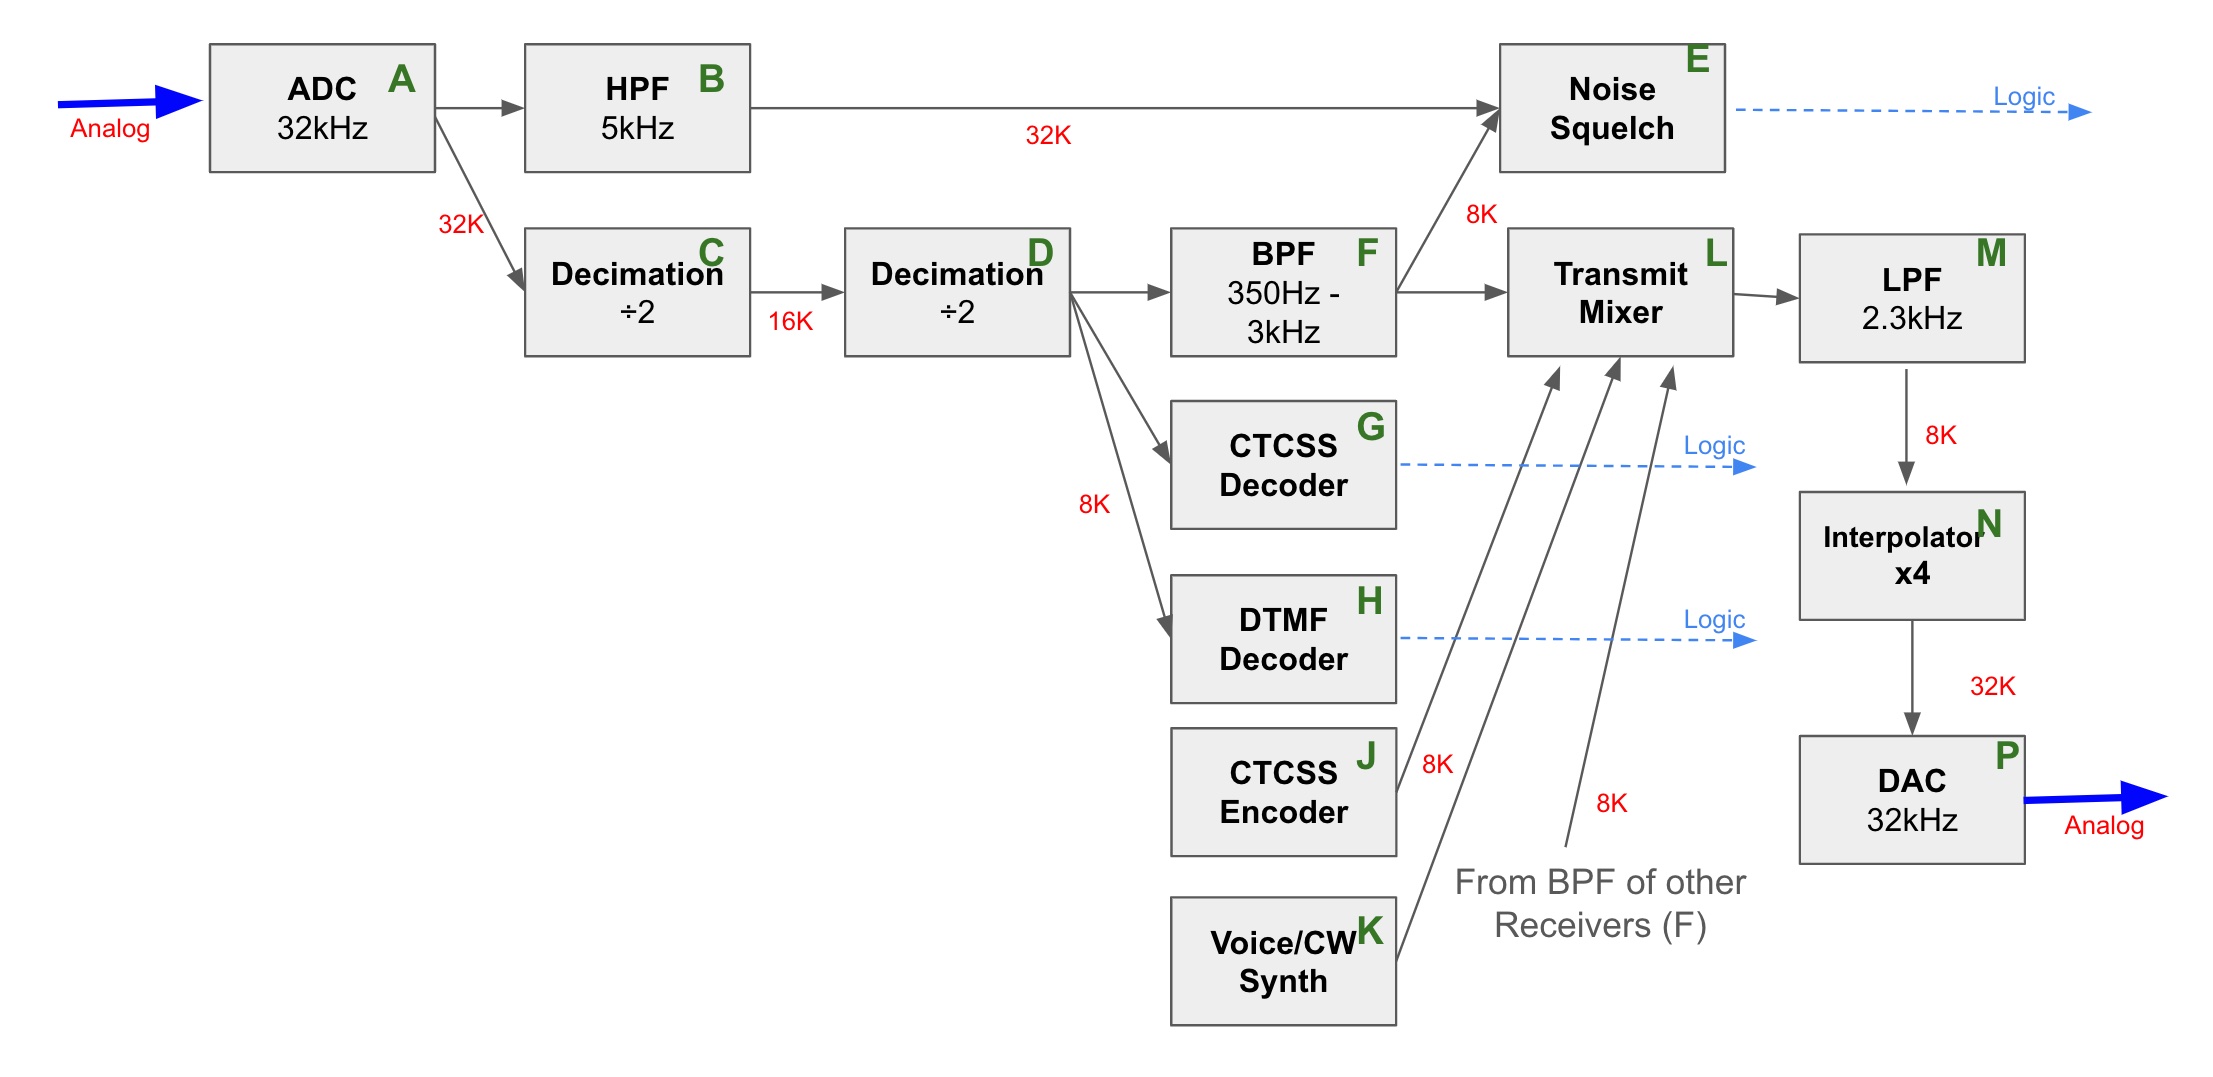 Analog
ADC
32kHz
A
HPF
5kHz
B
32K
Noise
Squelch
E
Logic
32K
Decimation
÷2
C
16K
Decimation
÷2
D
BPF
350Hz -
3kHz
F
8K
Transmit
Mixer
L
LPF
2.3kHz
M
CTCSS
Decoder
G
Logic
8K
8K
DTMF
Decoder
H
Logic
Interpolator
x4
N
32K
CTCSS
Encoder
J
8K
8K
DAC
32kHz
P
Analog
Voice/CW
Synth
K
From BPF of other
Receivers (F)